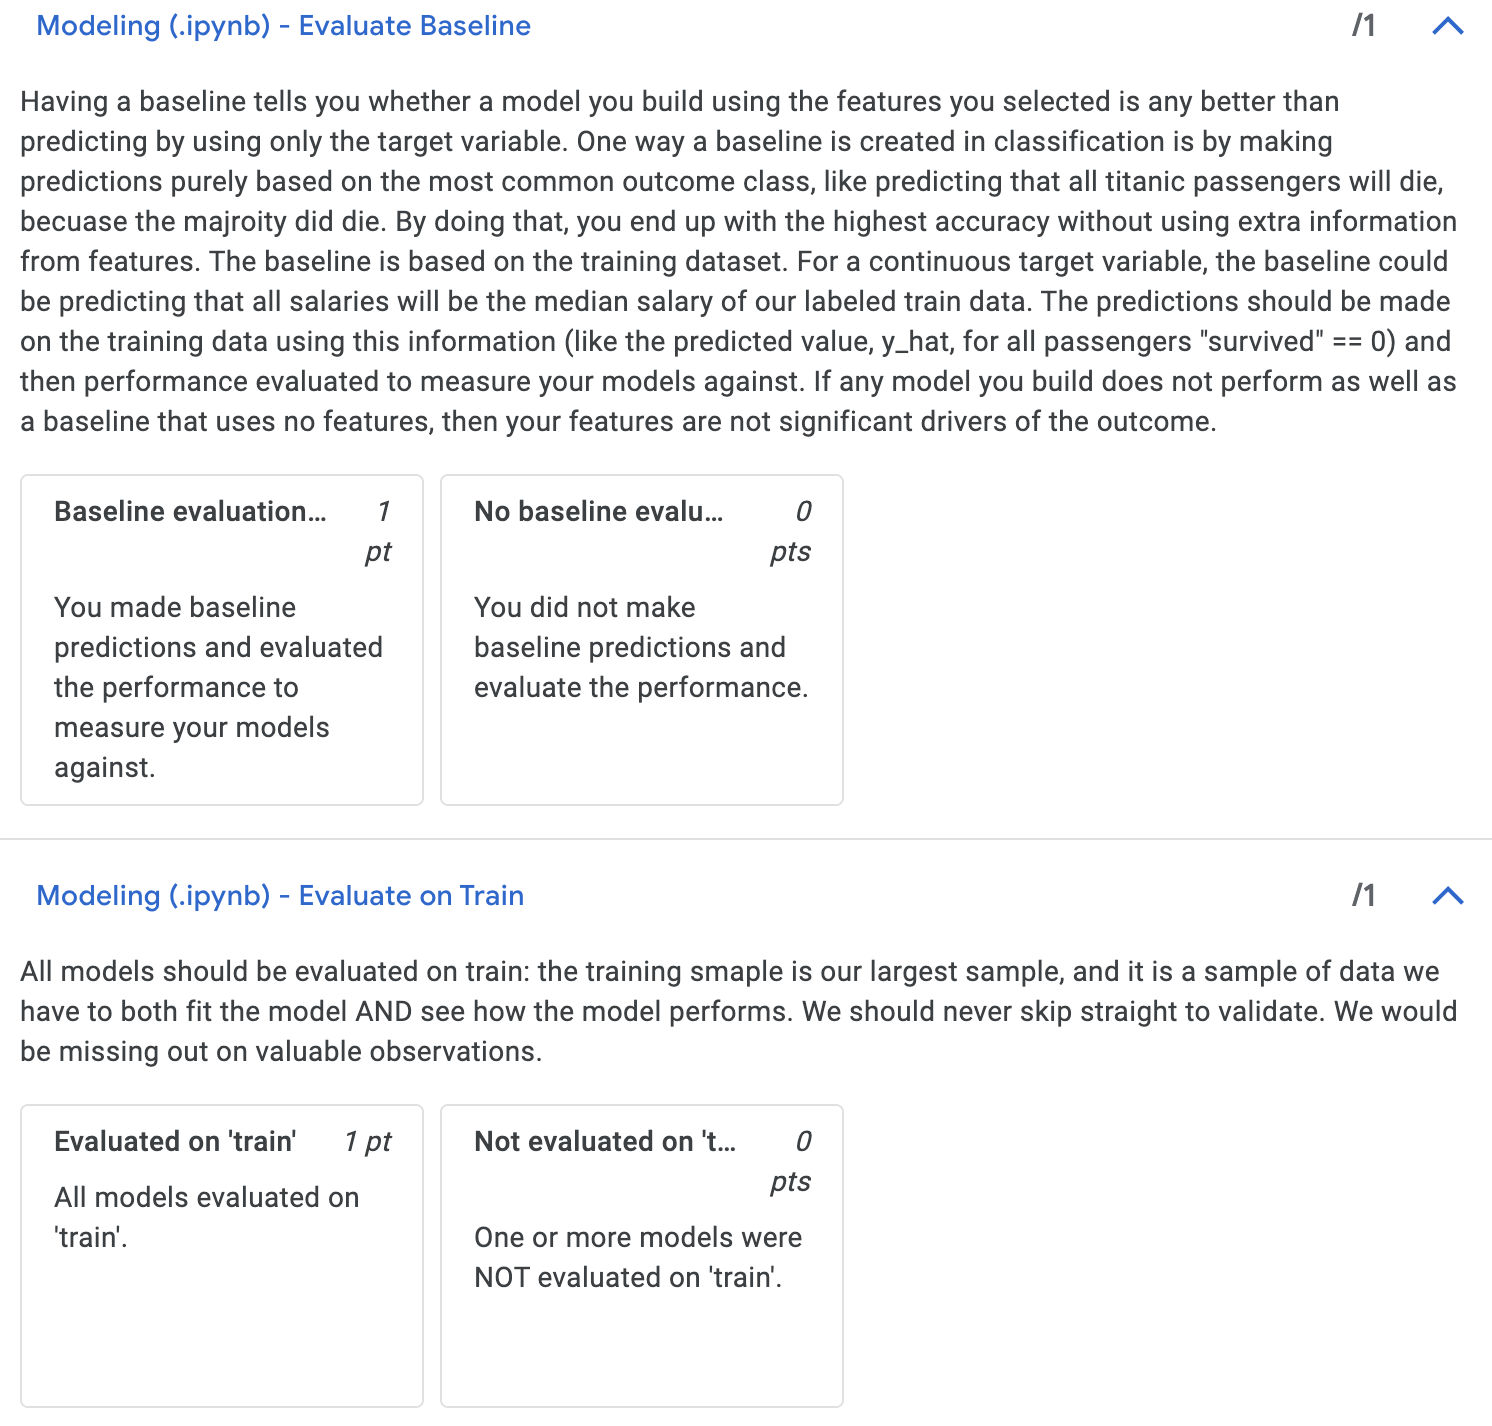 Modeling (.ipynb) - Evaluate Baseline /1
Having a baseline tells you whether a model you build using the features you selected is any better than
predicting by using only the target variable. One way a baseline is created in classification is by making
predictions purely based on the most common outcome class, like predicting that all titanic passengers will die,
becuase the majroity did die. By doing that, you end up with the highest accuracy without using extra information
from features. The baseline is based on the training dataset. For a continuous target variable, the baseline could
be predicting that all salaries will be the median salary of our labeled train data. The predictions should be made
on the training data using this information (like the predicted value, y_hat, for all passengers "survived" == 0) and
then performance evaluated to measure your models against. If any model you build does not perform as well as
a baseline that uses no features, then your features are not significant drivers of the outcome.
Baseline evaluation... 1
pt
You made baseline
predictions and evaluated
the performance to
measure your models
against.
No baseline evalu... 0
pts
You did not make
baseline predictions and
evaluate the performance.
Modeling (.ipynb) - Evaluate on Train /1
All models should be evaluated on train: the training smaple is our largest sample, and it is a sample of data we
have to both fit the model AND see how the model performs. We should never skip straight to validate. We would
be missing out on valuable observations.
Evaluated on 'train' 1 pt
All models evaluated on
'train'.
Not evaluated on 't... 0
pts
One or more models were
NOT evaluated on 'train'.